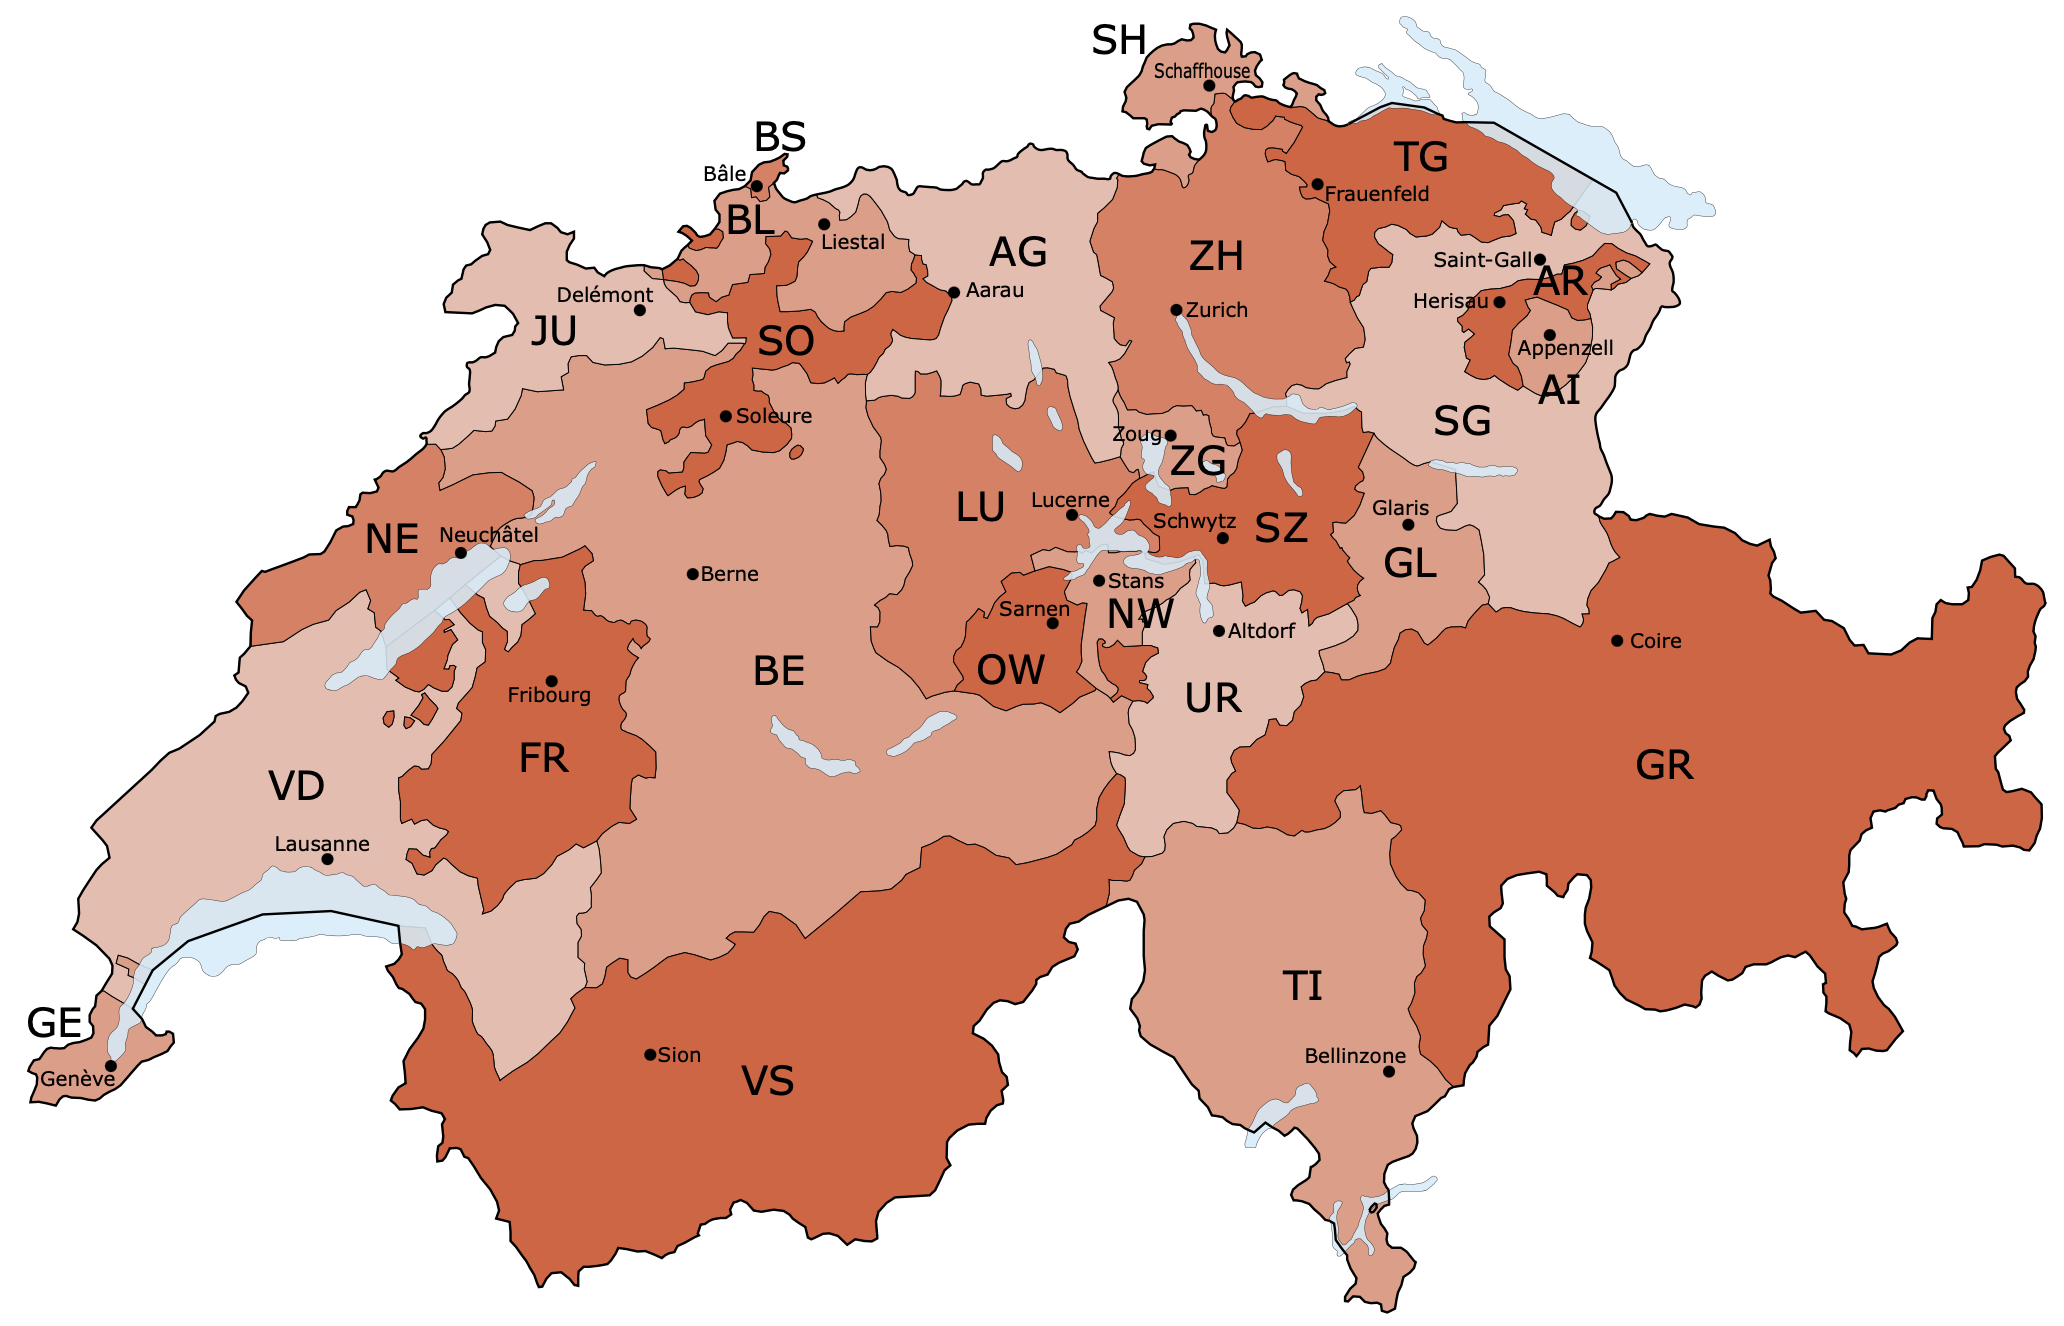 SH
Schaffhouse
BS
Bâle
TG
BL
Frauenfeld
Liestal
AG
ZH
Saint-Gall
AR
Delémont
Aarau
Herisau
JU
Zurich
SO
Appenzell
AI
Soleure
SG
Zoug
ZG
LU
Lucerne
Glaris
Schwytz
SZ
NE
Neuchâtel
GL
Berne
Stans
Sarnen
NW
Altdorf
Coire
BE
OW
Fribourg
UR
FR
GR
VD
Lausanne
TI
GE
Sion
Bellinzone
Genève
VS